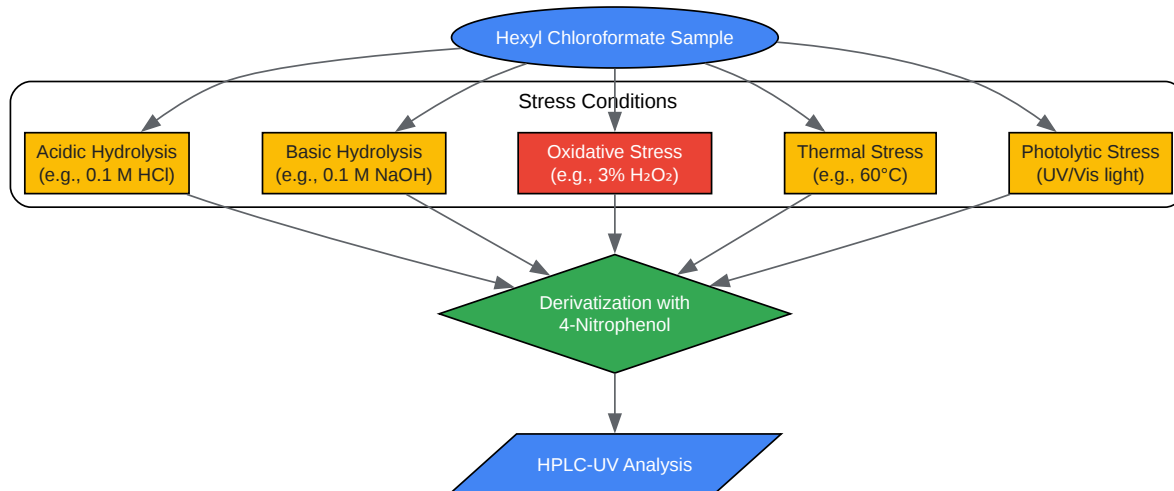 Hexyl Chloroformate Sample
Stress Conditions
Acidic Hydrolysis
(e.g., 0.1 M HCl)
Basic Hydrolysis
(e.g., 0.1 M NaOH)
Oxidative Stress
(e.g., 3% H₂O₂)
Thermal Stress
(e.g., 60°C)
Photolytic Stress
(UV/Vis light)
Derivatization with
4-Nitrophenol
HPLC-UV Analysis